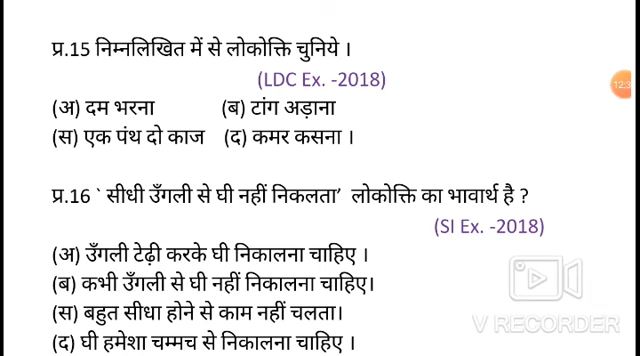 प्र.15 निम्नलिखित में से लोकोक्ति चुनिये ।
(LDC Ex. -2018)
(अ) दम भरना (ब) टांग अड़ाना
(स) एक पंथ दो काज (द) कमर कसना ।
प्र.16 ` सीधी उँगली से घी नहीं निकलता’ लोकोक्ति का भावार्थ है ?
(SI Ex. -2018)
(अ) उँगली टेढ़ी करके घी निकालना चाहिए ।
(ब) कभी उँगली से घी नहीं निकालना चाहिए।
(स) बहुत सीधा होने से काम नहीं चलता।
(द) घी हमेशा चम्मच से निकालना चाहिए ।
V RECORDER